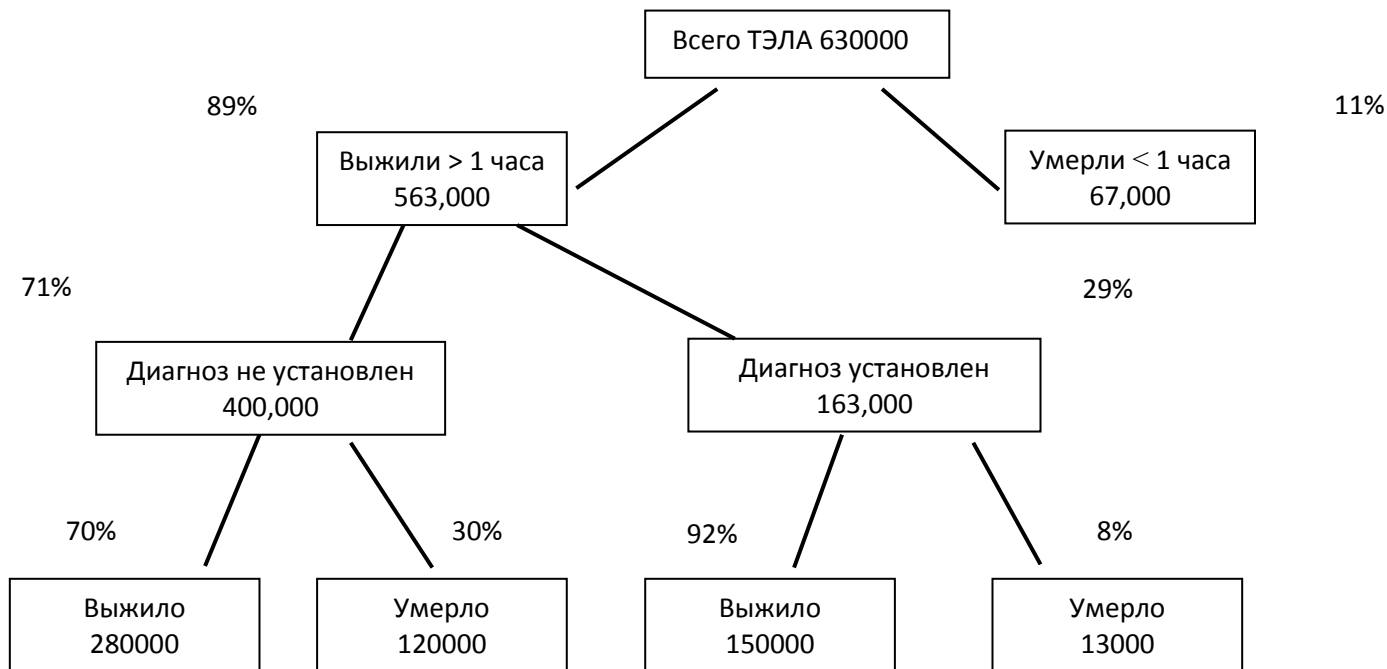 Всего ТЭЛА 630000
89%
11%
Выжили > 1 часа
563,000
Умерли < 1 часа
67,000
71%
29%
Диагноз не установлен
400,000
Диагноз установлен
163,000
70%
30%
92%
8%
Выжило
280000
Умерло
120000
Выжило
150000
Умерло
13000